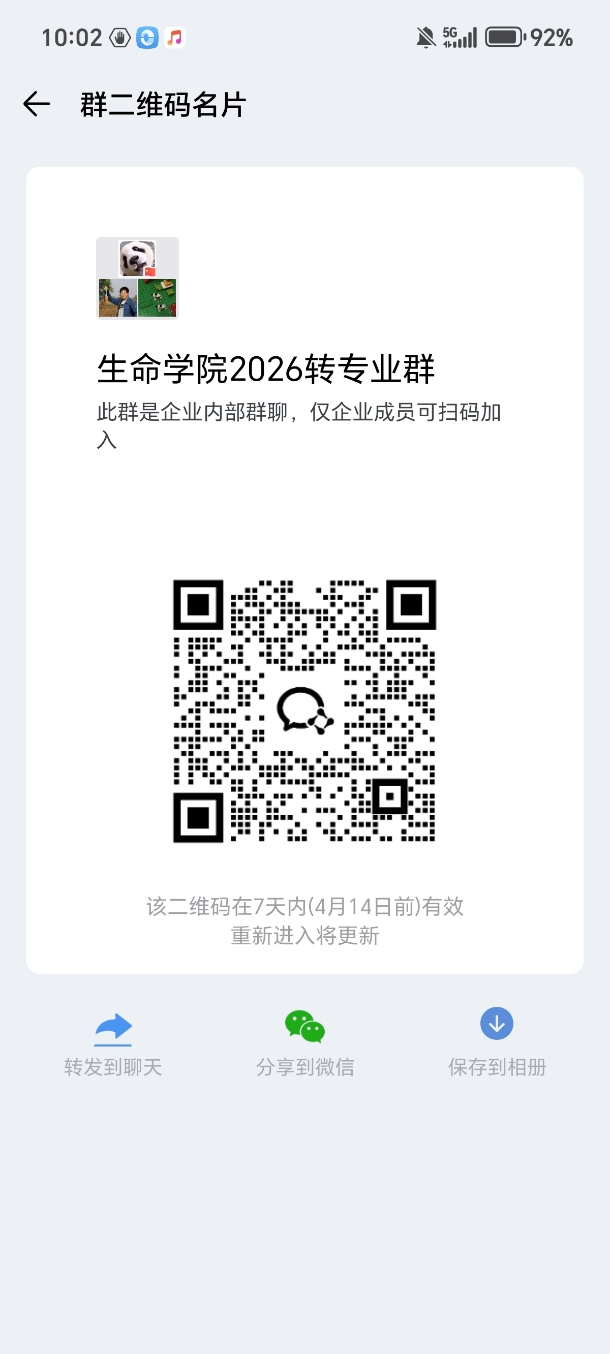 10:02 5G 92%
群二维码名片
生命学院2026转专业群
此群是企业内部群聊，仅企业成员可扫码加
入
该二维码在7天内(4月14日前)有效
重新进入将更新
转发到聊天 分享到微信 保存到相册